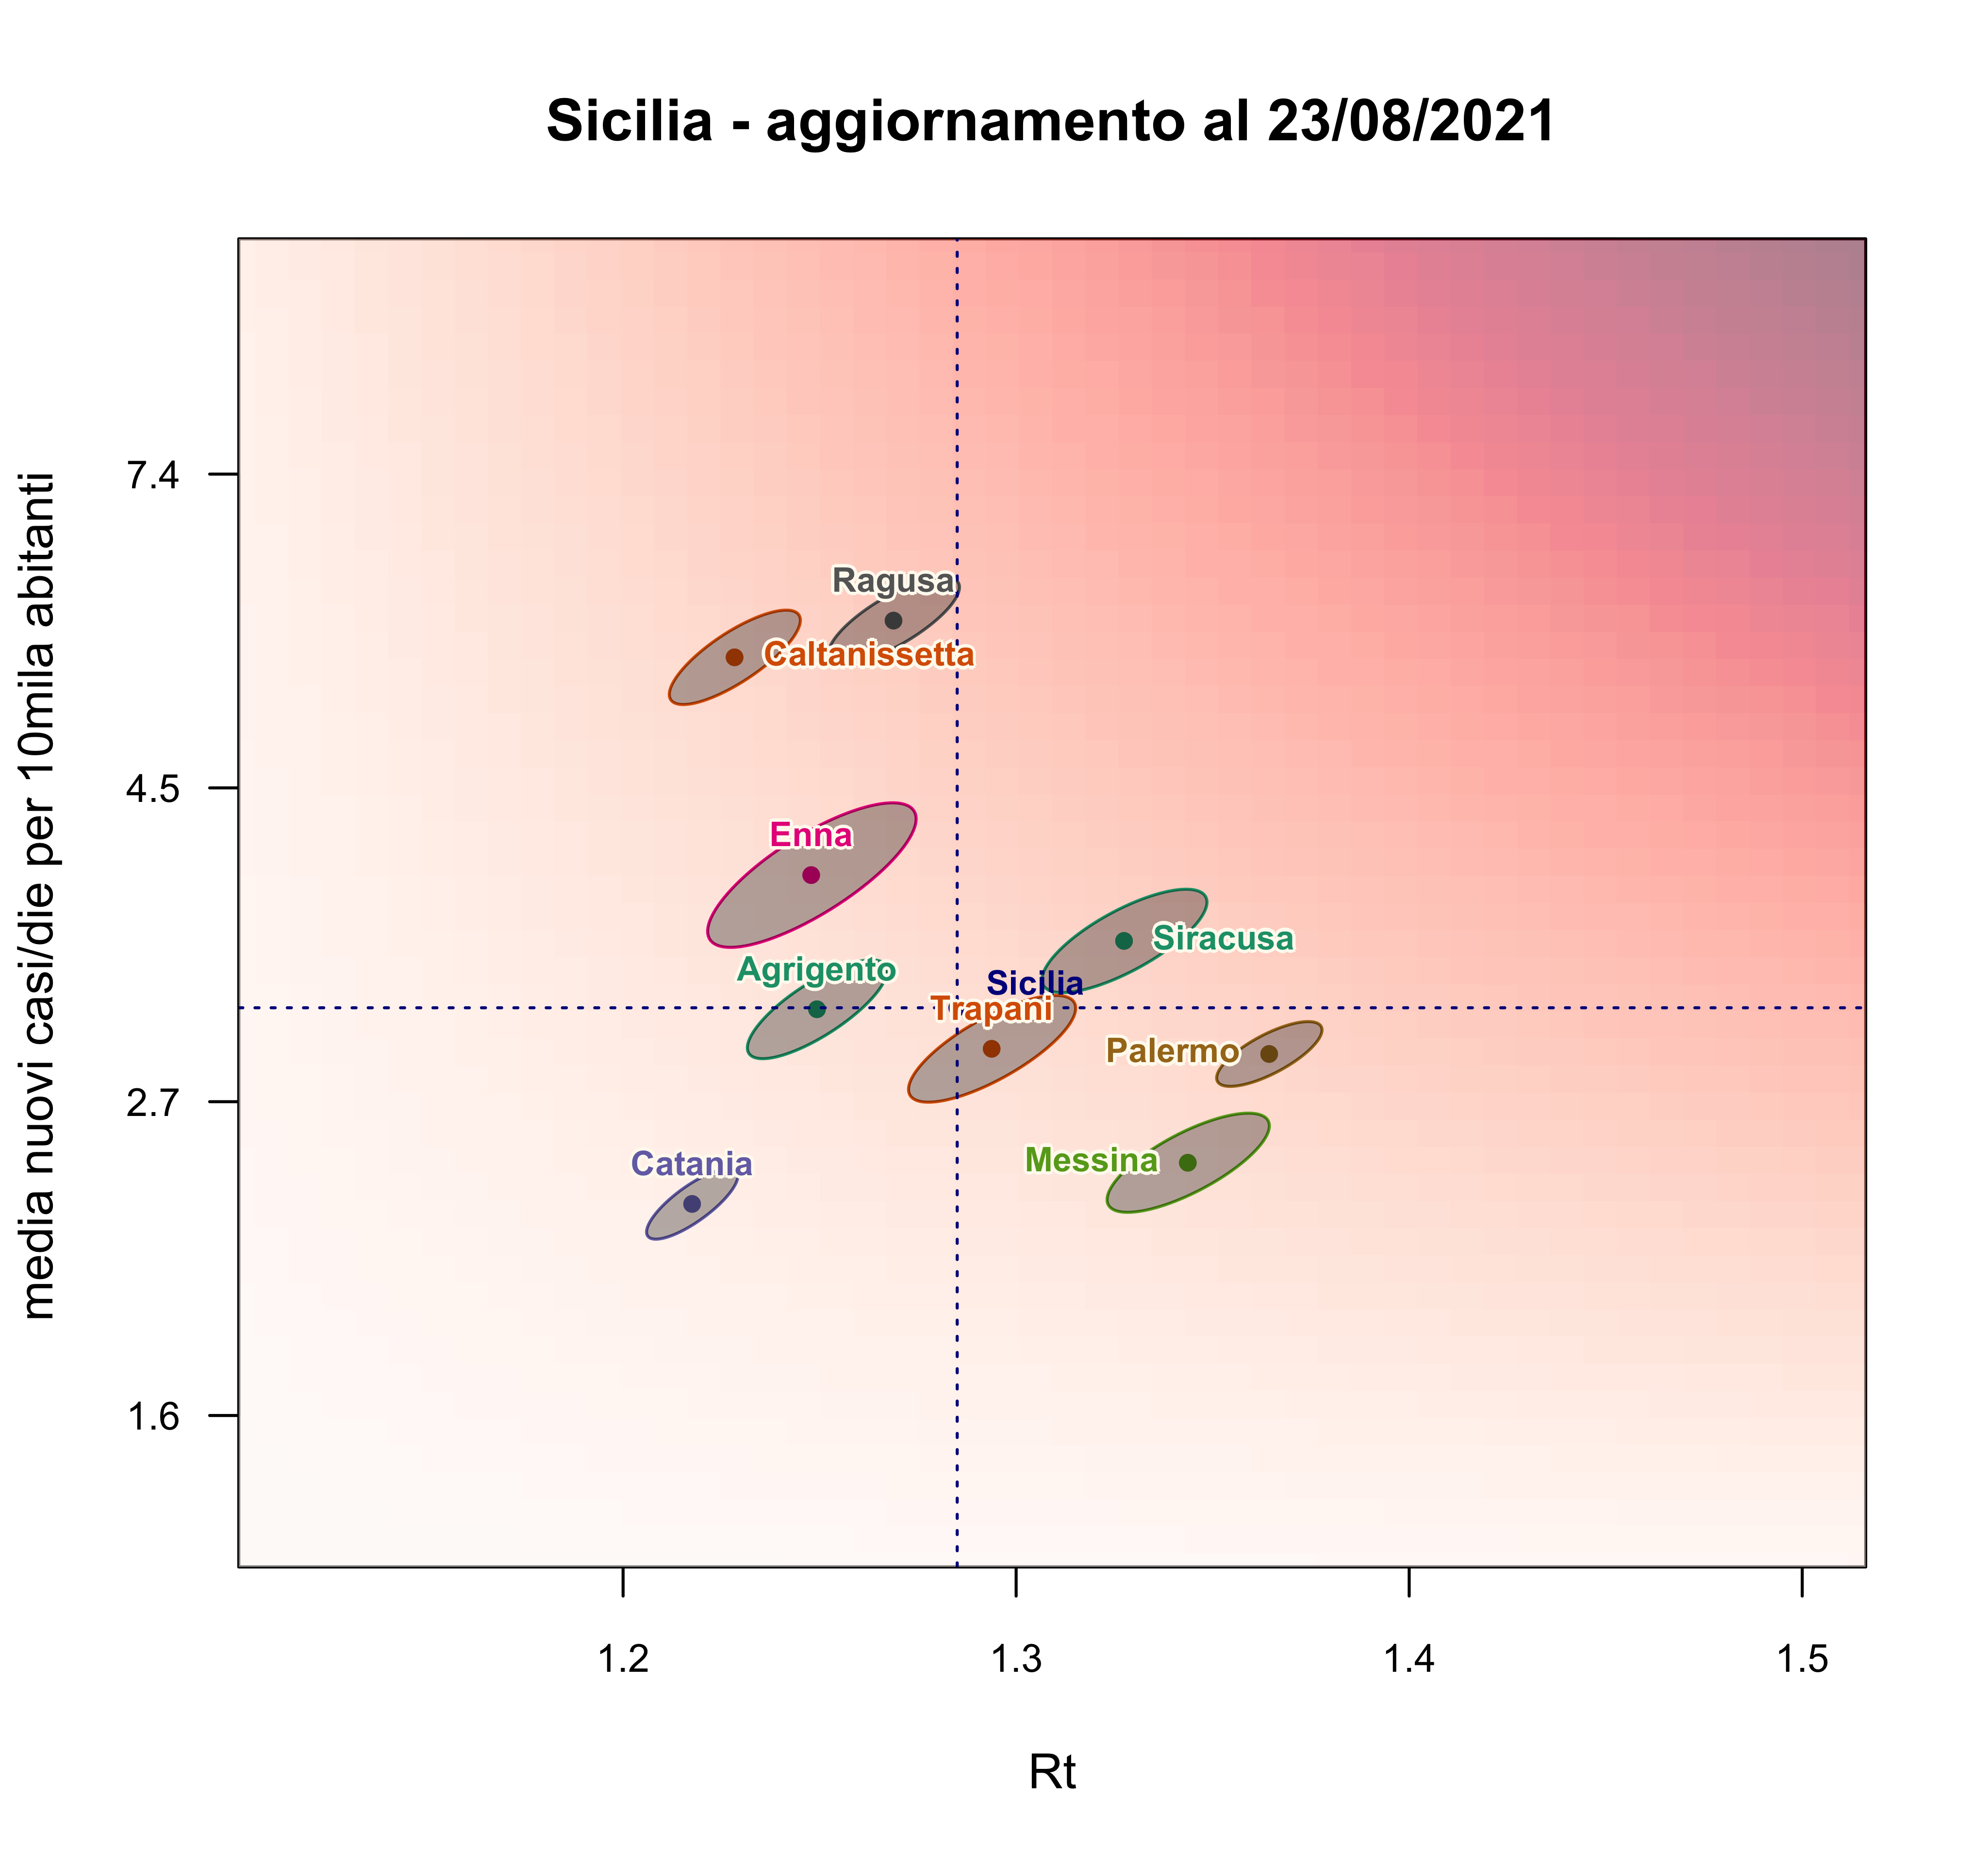 Sicilia - aggiornamento al 23/08/2021
media nuovi casi/die per 10mila abitanti
7.4
4.5
2.7
1.6
Ragusa
Caltanissetta
Enna
Siracusa
Agrigento
Sicilia
Trapani
Palermo
Messina
Catania
1.2
1.3
1.4
1.5
Rt